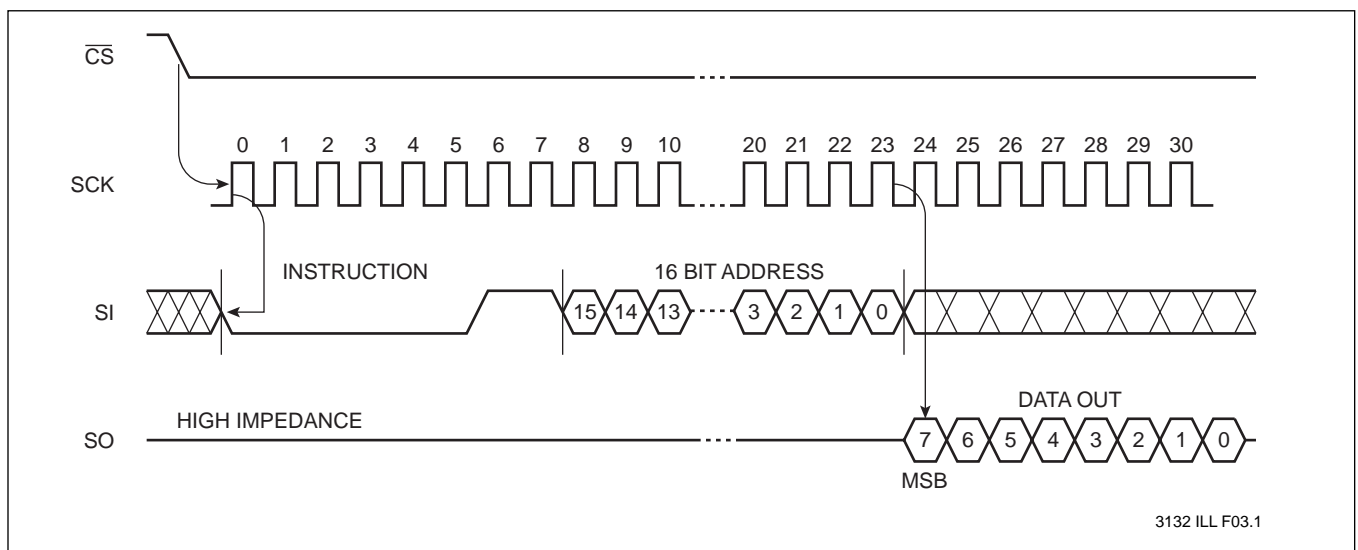 CS
0 1 2 3 4 5 6 7 8 9 10 20 21 22 23 24 25 26 27 28 29 30
SCK
INSTRUCTION 16 BIT ADDRESS
SI 15 14 13 3 2 1 0
HIGH IMPEDANCE DATA OUT
SO 7 6 5 4 3 2 1 0
MSB
3132 ILL F03.1